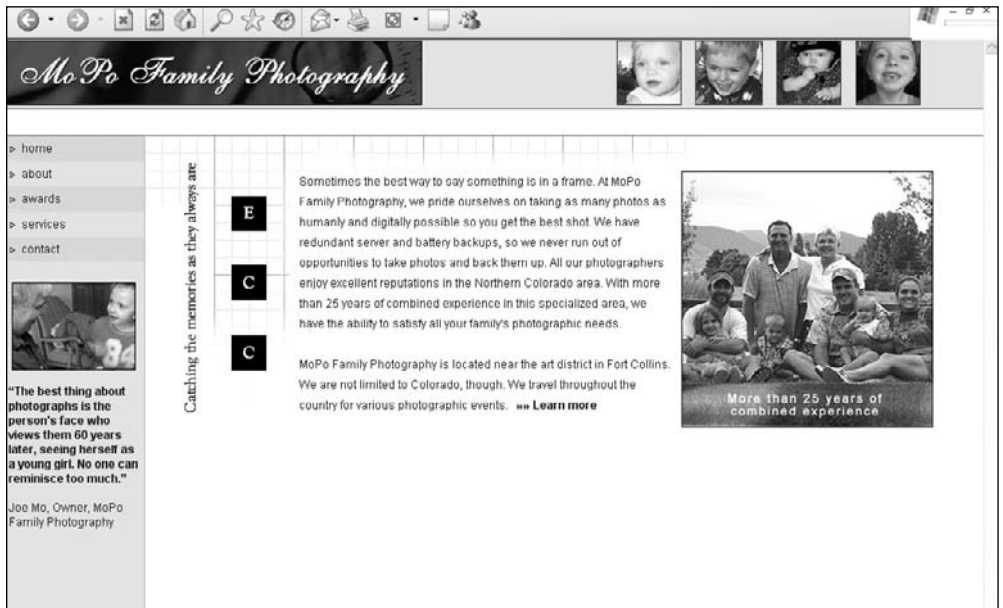 MoPo Family Photography
home
about
awards
services
contact
“The best thing about
photographs is the
person's face who
views them 60 years
later, seeing herself as
a young girl. No one can
reminisce too much.”
Joe Mo, Owner, MoPo
Family Photography
Catching the memories as they always are
E
C
C
Sometimes the best way to say something is in a frame. At MoPo
Family Photography, we pride ourselves on taking as many photos as
humanly and digitally possible so you get the best shot. We have
redundant server and battery backups, so we never run out of
opportunities to take photos and back them up. All our photographers
enjoy excellent reputations in the Northern Colorado area. With more
than 25 years of combined experience in this specialized area, we
have the ability to satisfy all your family's photographic needs.
MoPo Family Photography is located near the art district in Fort Collins.
We are not limited to Colorado, though. We travel throughout the
country for various photographic events. »» Learn more
More than 25 years of
combined experience
84